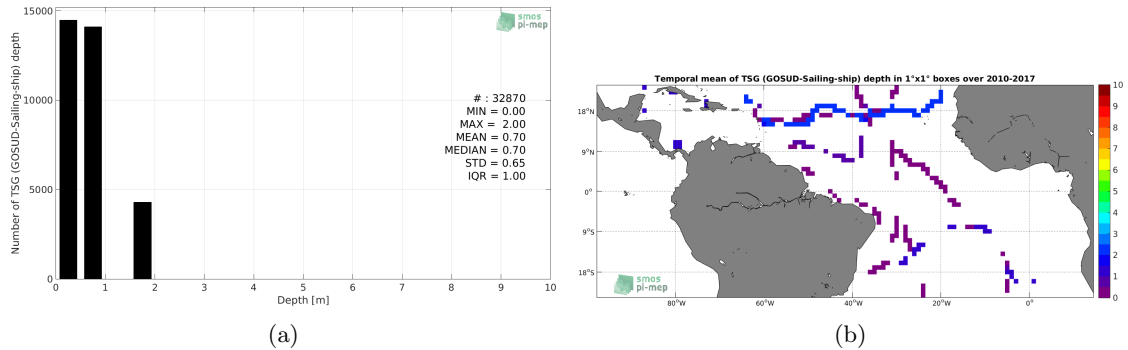 15000
10000
5000
0
Number of TSG (GOSUD-Sailing-ship) depth
smos
pi-mep
# : 32870
MIN = 0.00
MAX = 2.00
MEAN = 0.70
MEDIAN = 0.70
STD = 0.65
IQR = 1.00
0 1 2 3 4 5 6 7 8 9 10
Depth [m]
(a)
Temporal mean of TSG (GOSUD-Sailing-ship) depth in 1°x1° boxes over 2010-2017
18°N
9°N
0°
9°S
18°S
80°W 60°W 40°W 20°W 0°
smos
pi-mep
10
9
8
7
6
5
4
3
2
1
0
(b)